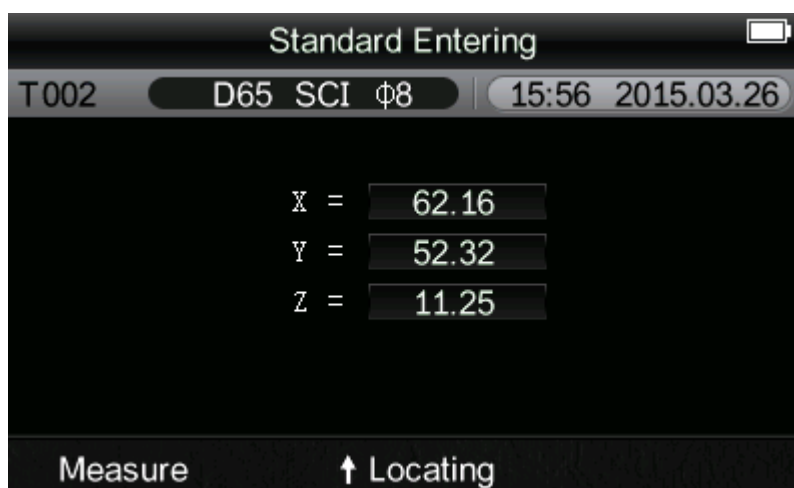 Standard Entering
T002 D65 SCI Φ8 15:56 2015.03.26
X = 62.16
Y = 52.32
Z = 11.25
Measure ↑ Locating